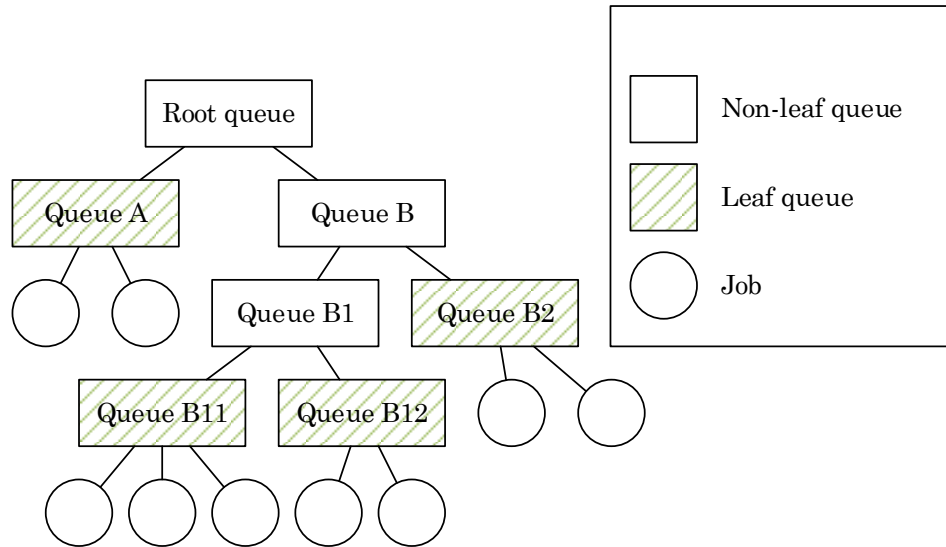 Root queue
Non-leaf queue
Queue A
Queue B
Leaf queue
Queue B1
Queue B2
Job
Queue B11
Queue B12